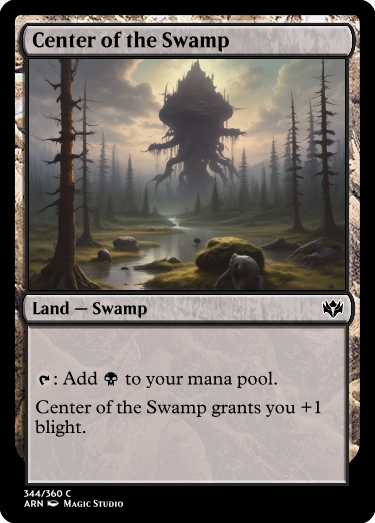 Center of the Swamp
Land — Swamp
: Add to your mana pool.
Center of the Swamp grants you +1
blight.
344/360 C
ARN Magic Studio